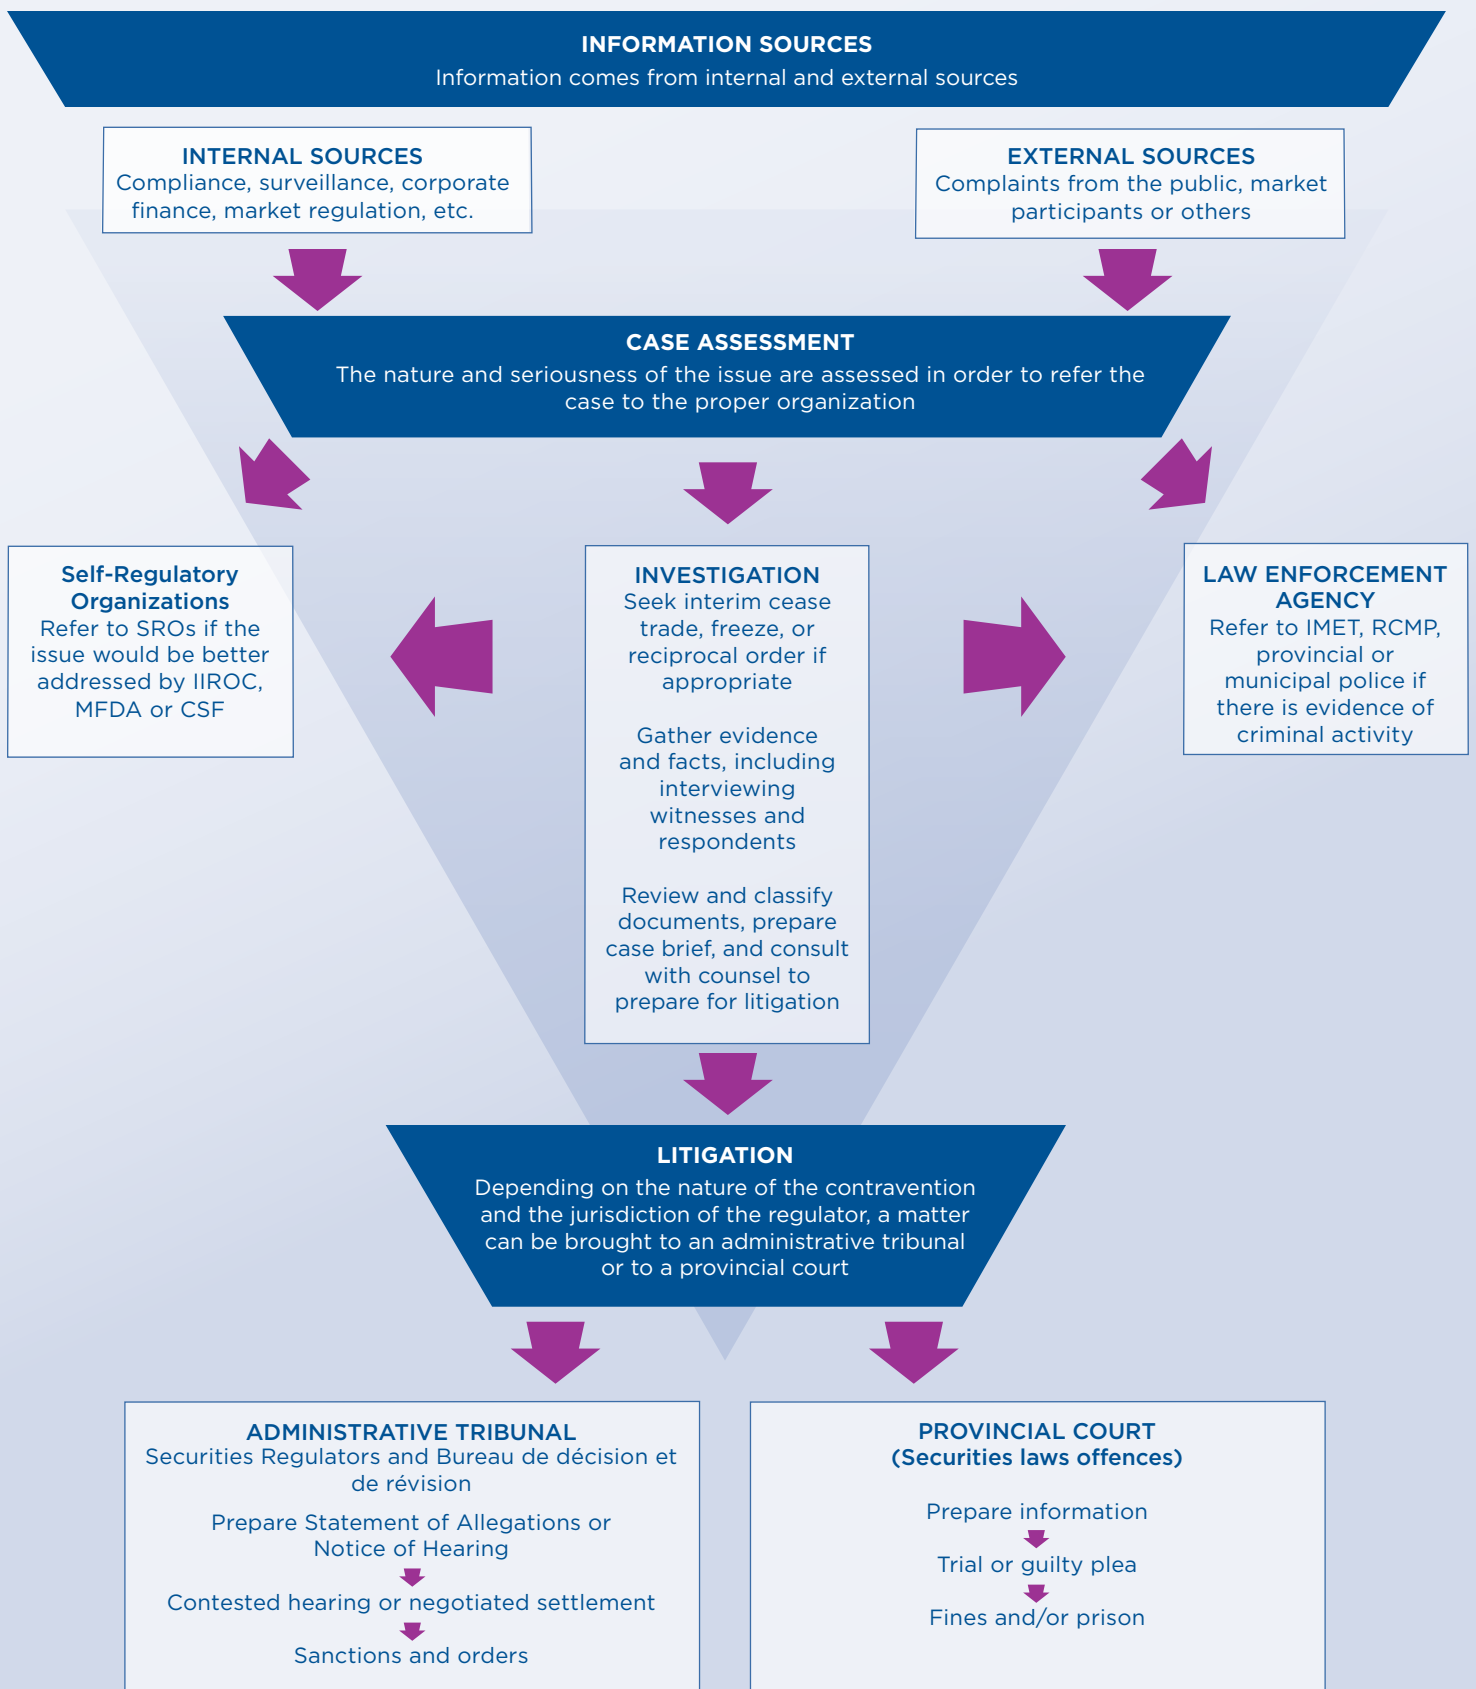 INFORMATION SOURCES
Information comes from internal and external sources
INTERNAL SOURCES
Compliance, surveillance, corporate
finance, market regulation, etc.
EXTERNAL SOURCES
Complaints from the public, market
participants or others
CASE ASSESSMENT
The nature and seriousness of the issue are assessed in order to refer the
case to the proper organization
Self-Regulatory
Organizations
Refer to SROs if the
issue would be better
addressed by IIROC,
MFDA or CSF
INVESTIGATION
Seek interim cease
trade, freeze, or
reciprocal order if
appropriate
Gather evidence
and facts, including
interviewing
witnesses and
respondents
Review and classify
documents, prepare
case brief, and consult
with counsel to
prepare for litigation
LAW ENFORCEMENT
AGENCY
Refer to IMET, RCMP,
provincial or
municipal police if
there is evidence of
criminal activity
LITIGATION
Depending on the nature of the contravention
and the jurisdiction of the regulator, a matter
can be brought to an administrative tribunal
or to a provincial court
ADMINISTRATIVE TRIBUNAL
Securities Regulators and Bureau de décision et
de révision
Prepare Statement of Allegations or
Notice of Hearing
Contested hearing or negotiated settlement
Sanctions and orders
PROVINCIAL COURT
(Securities laws offences)
Prepare information
Trial or guilty plea
Fines and/or prison